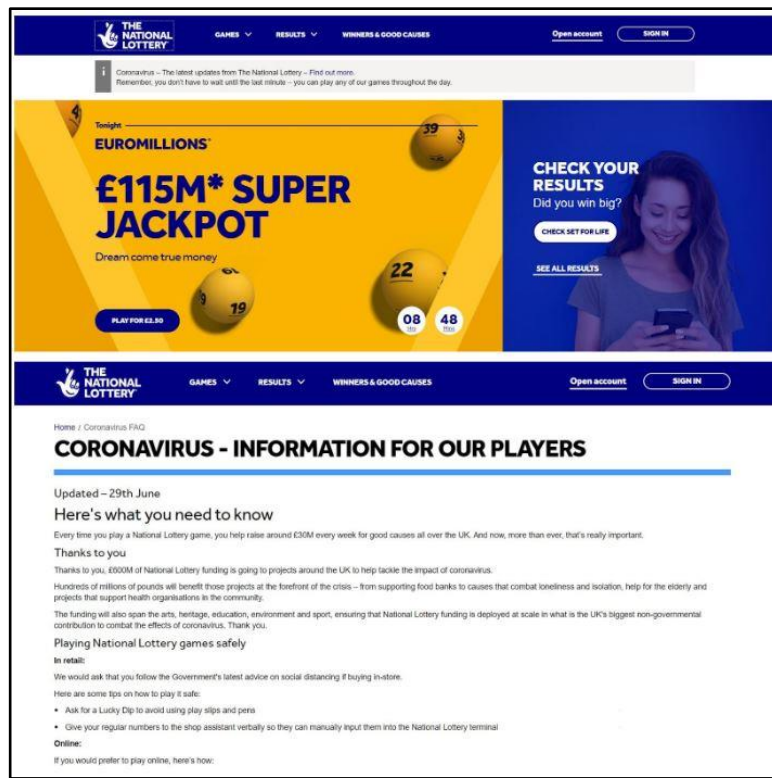 THE
NATIONAL
LOTTERY
GAMES RESULTS WINNERS & GOOD CAUSES Open account SIGN IN
i
Coronavirus – The latest updates from The National Lottery – Find out more.
Remember, you don't have to wait until the last minute – you can play any of our games throughout the day.
Tonight
EUROMILLIONS
£115M* SUPER
JACKPOT
Dream come true money
PLAY FOR £2.50
39
22
19
08
Hrs
48
Mins
CHECK YOUR
RESULTS
Did you win big?
CHECK SET FOR LIFE
SEE ALL RESULTS
THE
NATIONAL
LOTTERY
GAMES RESULTS WINNERS & GOOD CAUSES Open account SIGN IN
Home / Coronavirus FAQ
CORONAVIRUS - INFORMATION FOR OUR PLAYERS
Updated – 29th June
Here's what you need to know
Every time you play a National Lottery game, you help raise around £30M every week for good causes all over the UK. And now, more than ever, that's really important.
Thanks to you
Thanks to you, £600M of National Lottery funding is going to projects around the UK to help tackle the impact of coronavirus.
Hundreds of millions of pounds will benefit those projects at the forefront of the crisis – from supporting food banks to causes that combat loneliness and isolation, help for the elderly and
projects that support health organisations in the community.
The funding will also span the arts, heritage, education, environment and sport, ensuring that National Lottery funding is deployed at scale in what is the UK's biggest non-governmental
contribution to combat the effects of coronavirus. Thank you.
Playing National Lottery games safely
In retail:
We would ask that you follow the Government's latest advice on social distancing if buying in-store.
Here are some tips on how to play it safe:
• Ask for a Lucky Dip to avoid using play slips and pens
• Give your regular numbers to the shop assistant verbally so they can manually input them into the National Lottery terminal
Online:
If you would prefer to play online, here's how: